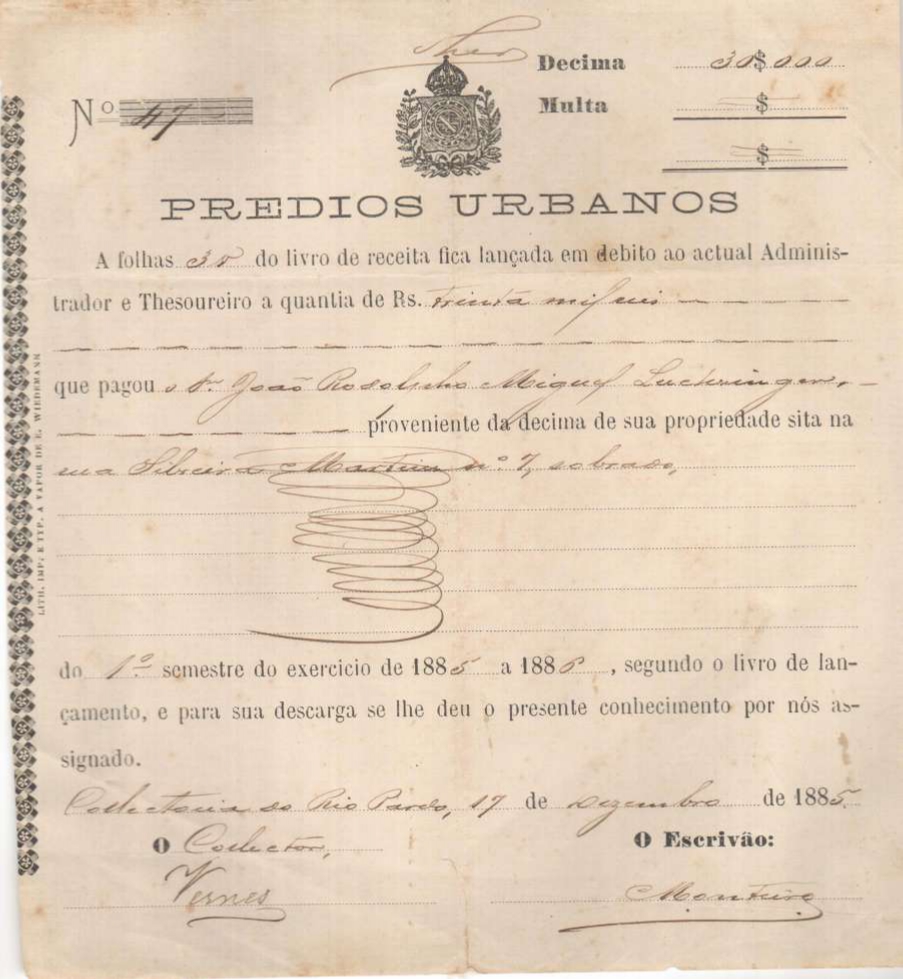 Decima 30$000
Nº 47
Multa $
$
PREDIOS URBANOS
A folhas 30 do livro de receita fica lançada em debito ao actual Adminis-
trador e Thesoureiro a quantia de Rs. trinta mil reis
que pagou o Sr. João Rodolpho Miguel Luchsinger,
proveniente da decima de sua propriedade sita na
rua Silveira Martins nº 7, sobrado,
do 1º semestre do exercicio de 1885 a 1886, segundo o livro de lan-
çamento, e para sua descarga se lhe deu o presente conhecimento por nós as-
signado.
Collectoria do Rio Pardo, 17 de Dezembro de 1885.
O Collector,
O Escrivão:
Vernes
Monteiro
LITH. IMP. E TYP. A VAPOR DE E. WIEDEMANN